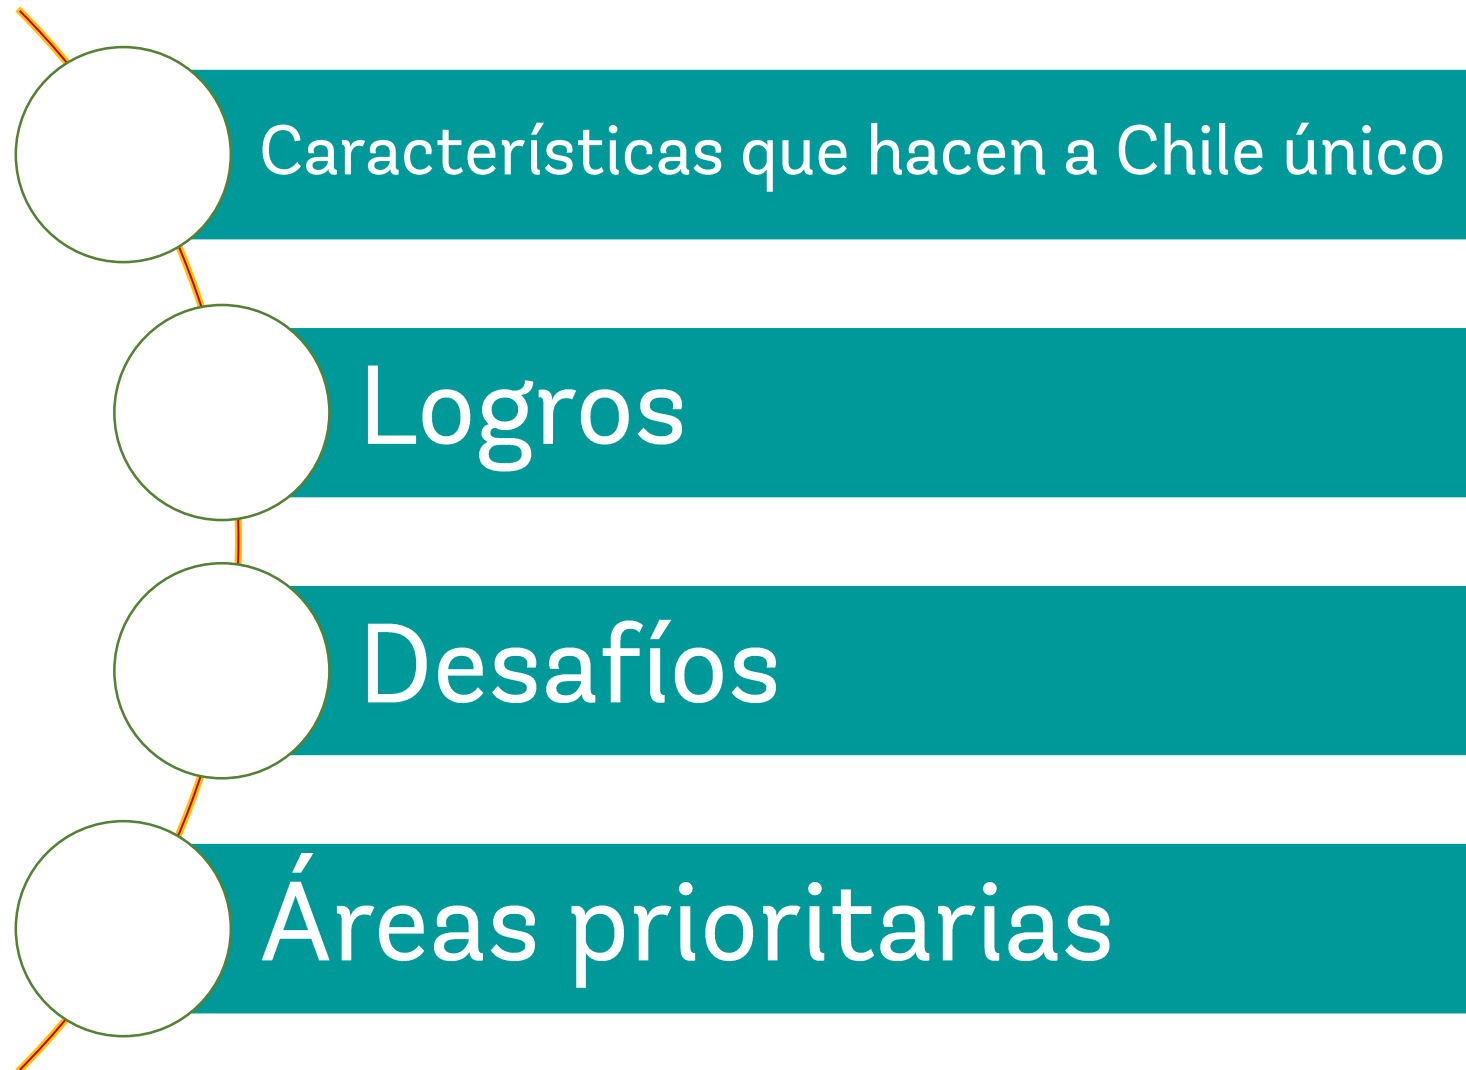 Características que hacen a Chile único
Logros
Desafíos
Áreas prioritarias